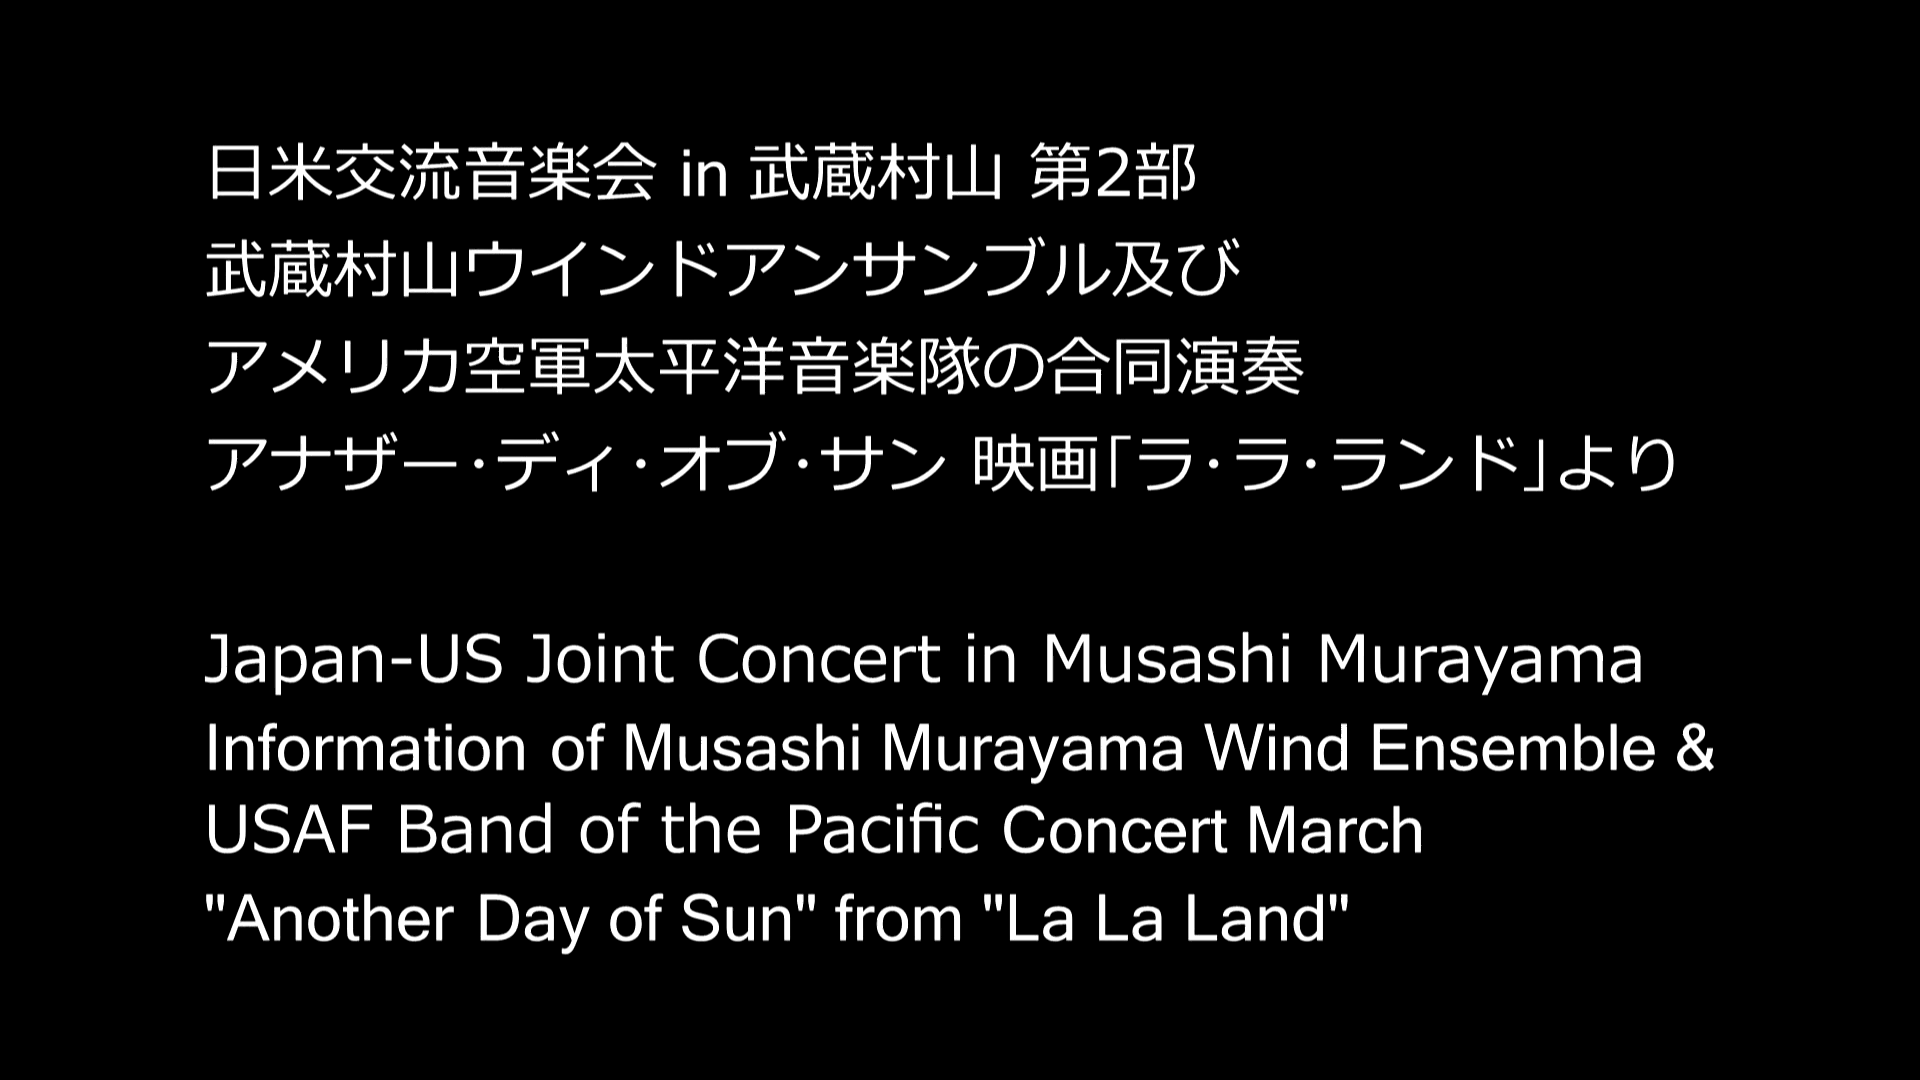 日米交流音楽会 in 武蔵村山 第2部
武蔵村山ウインドアンサンブル及び
アメリカ空軍太平洋音楽隊の合同演奏
アナザー･ディ･オブ･サン 映画｢ラ･ラ･ランド｣より
Japan-US Joint Concert in Musashi Murayama
Information of Musashi Murayama Wind Ensemble &
USAF Band of the Pacific Concert March
"Another Day of Sun" from "La La Land"